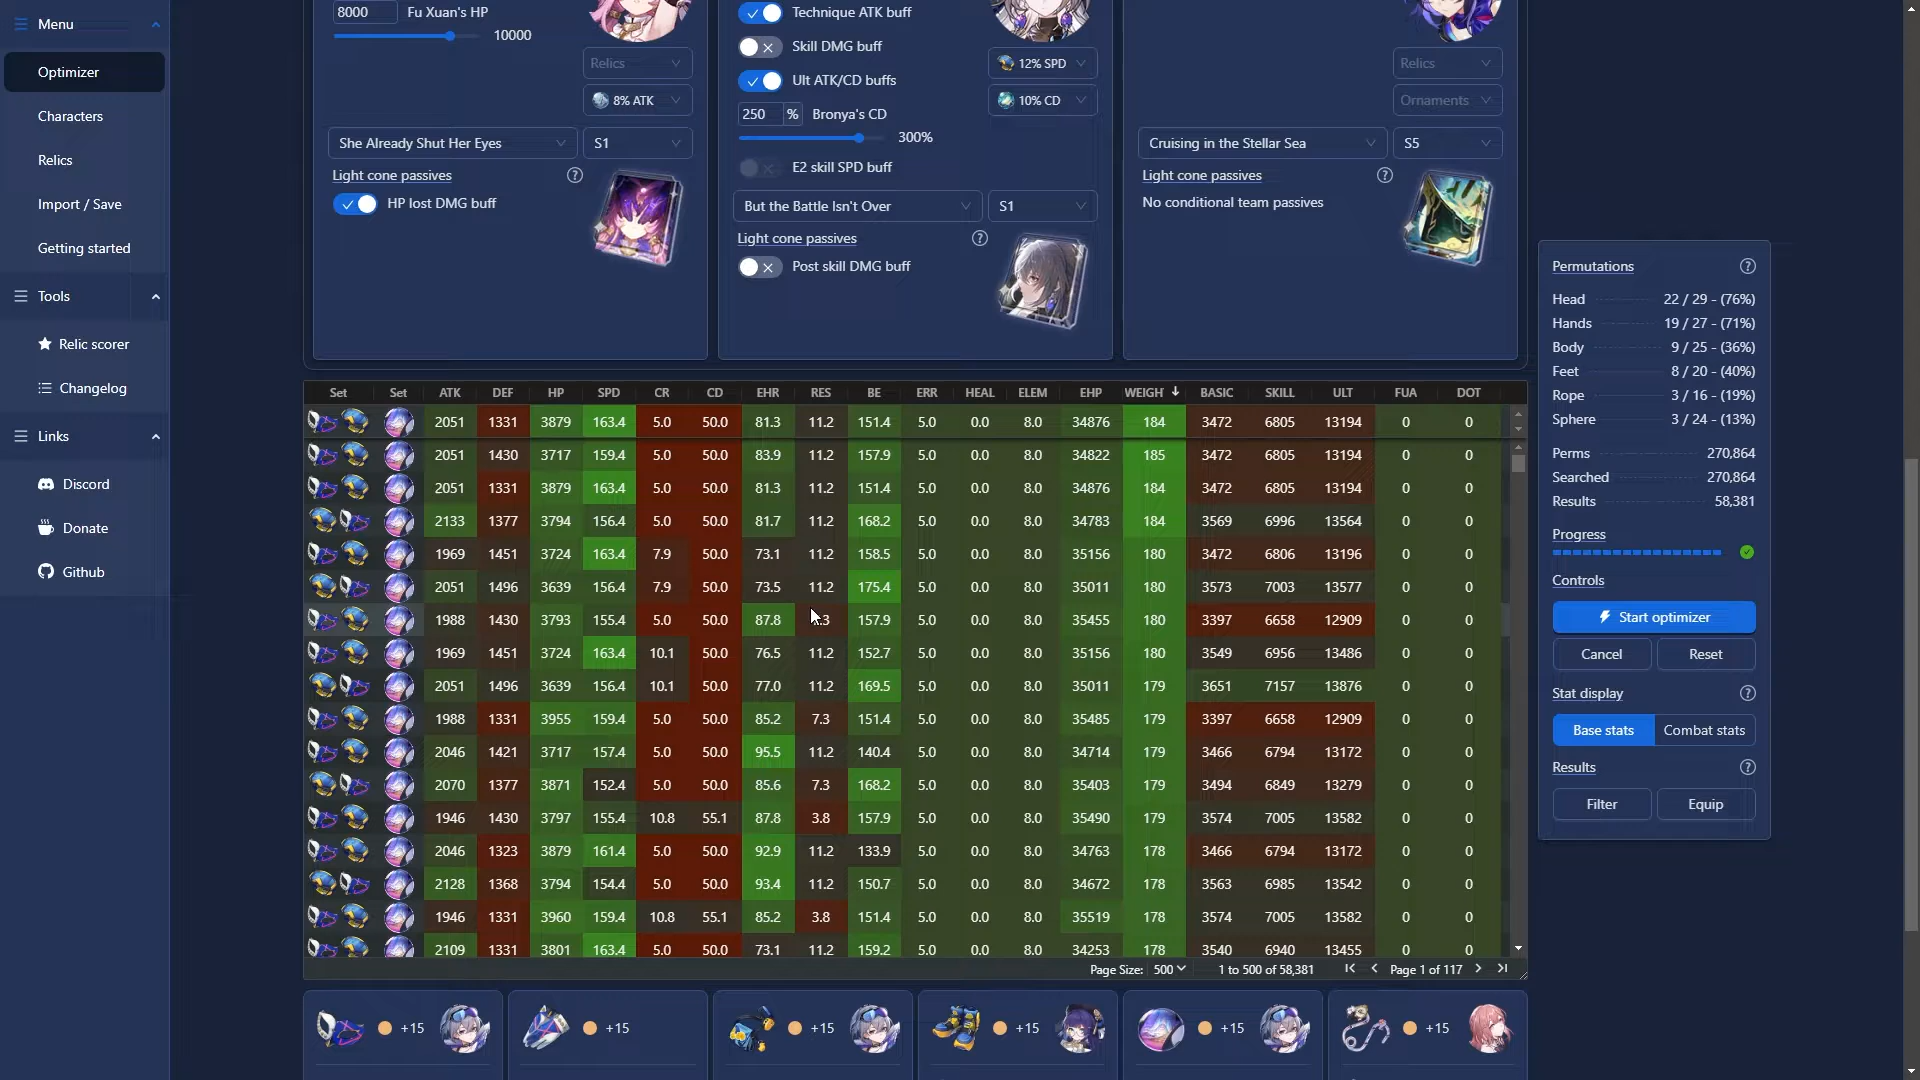 Menu
Optimizer
Characters
Relics
Import / Save
Getting started
Tools
Relic scorer
Changelog
Links
Discord
Donate
Github
8000 Fu Xuan's HP
10000
Relics
8% ATK
She Already Shut Her Eyes S1
Light cone passives
HP lost DMG buff
Technique ATK buff
Skill DMG buff
Ult ATK/CD buffs
250 % Bronya's CD
300%
E2 skill SPD buff
12% SPD
10% CD
But the Battle Isn't Over S1
Light cone passives
Post skill DMG buff
Relics
Ornaments
Cruising in the Stellar Sea S5
Light cone passives
No conditional team passives
Set Set ATK DEF HP SPD CR CD EHR RES BE ERR HEAL ELEM EHP WEIGH BASIC SKILL ULT FUA DOT
2051 1331 3879 163.4 5.0 50.0 81.3 11.2 151.4 5.0 0.0 8.0 34876 184 3472 6805 13194 0 0
2051 1430 3717 159.4 5.0 50.0 83.9 11.2 157.9 5.0 0.0 8.0 34822 185 3472 6805 13194 0 0
2051 1331 3879 163.4 5.0 50.0 81.3 11.2 151.4 5.0 0.0 8.0 34876 184 3472 6805 13194 0 0
2133 1377 3794 156.4 5.0 50.0 81.7 11.2 168.2 5.0 0.0 8.0 34783 184 3569 6996 13564 0 0
1969 1451 3724 163.4 7.9 50.0 73.1 11.2 158.5 5.0 0.0 8.0 35156 180 3472 6806 13196 0 0
2051 1496 3639 156.4 7.9 50.0 73.5 11.2 175.4 5.0 0.0 8.0 35011 180 3573 7003 13577 0 0
1988 1430 3793 155.4 5.0 50.0 87.8 157.9 5.0 0.0 8.0 35455 180 3397 6658 12909 0 0
1969 1451 3724 163.4 10.1 50.0 76.5 11.2 152.7 5.0 0.0 8.0 35156 180 3549 6956 13486 0 0
2051 1496 3639 156.4 10.1 50.0 77.0 11.2 169.5 5.0 0.0 8.0 35011 179 3651 7157 13876 0 0
1988 1331 3955 159.4 5.0 50.0 85.2 7.3 151.4 5.0 0.0 8.0 35485 179 3397 6658 12909 0 0
2046 1421 3717 157.4 5.0 50.0 95.5 11.2 140.4 5.0 0.0 8.0 34714 179 3466 6794 13172 0 0
2070 1377 3871 152.4 5.0 50.0 85.6 7.3 168.2 5.0 0.0 8.0 35403 179 3494 6849 13279 0 0
1946 1430 3797 155.4 10.8 55.1 87.8 3.8 157.9 5.0 0.0 8.0 35490 179 3574 7005 13582 0 0
2046 1323 3879 161.4 5.0 50.0 92.9 11.2 133.9 5.0 0.0 8.0 34763 178 3466 6794 13172 0 0
2128 1368 3794 154.4 5.0 50.0 93.4 11.2 150.7 5.0 0.0 8.0 34672 178 3563 6985 13542 0 0
1946 1331 3960 159.4 10.8 55.1 85.2 3.8 151.4 5.0 0.0 8.0 35519 178 3574 7005 13582 0 0
2109 1331 3801 163.4 5.0 50.0 73.1 11.2 159.2 5.0 0.0 8.0 34253 178 3540 6940 13455 0 0
Page Size: 500 1 to 500 of 58,381 Page 1 of 117
+15 +15 +15 +15 +15 +15
Permutations
Head 22 / 29 - (76%)
Hands 19 / 27 - (71%)
Body 9 / 25 - (36%)
Feet 8 / 20 - (40%)
Rope 3 / 16 - (19%)
Sphere 3 / 24 - (13%)
Perms 270,864
Searched 270,864
Results 58,381
Progress
Controls
Start optimizer
Cancel Reset
Stat display
Base stats Combat stats
Results
Filter Equip